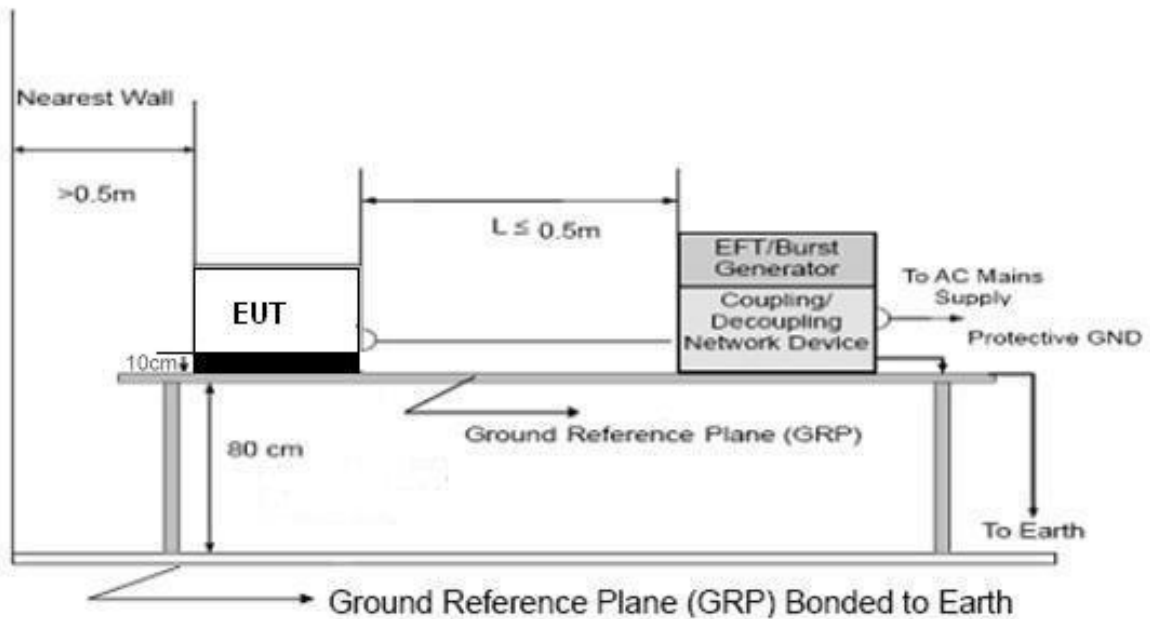 Nearest Wall
>0.5m
L ≤ 0.5m
EFT/Burst
Generator
EUT
Coupling/
Decoupling
Network Device
To AC Mains
Supply
Protective GND
10cm
Ground Reference Plane (GRP)
80 cm
To Earth
Ground Reference Plane (GRP) Bonded to Earth